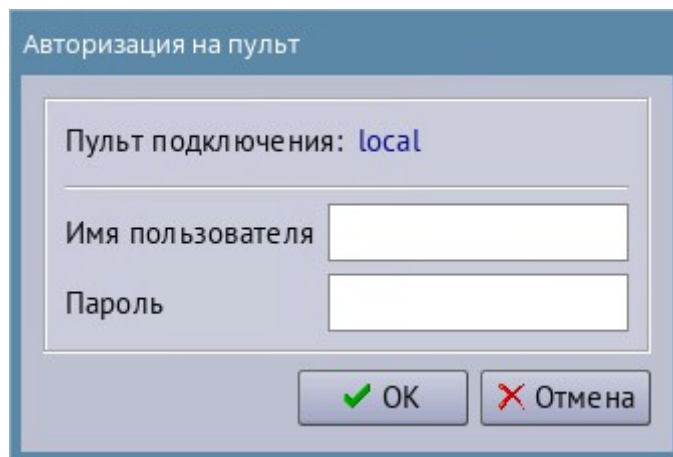 Авторизация на пульт
Пульт подключения: local
Имя пользователя
Пароль
OK
Отмена